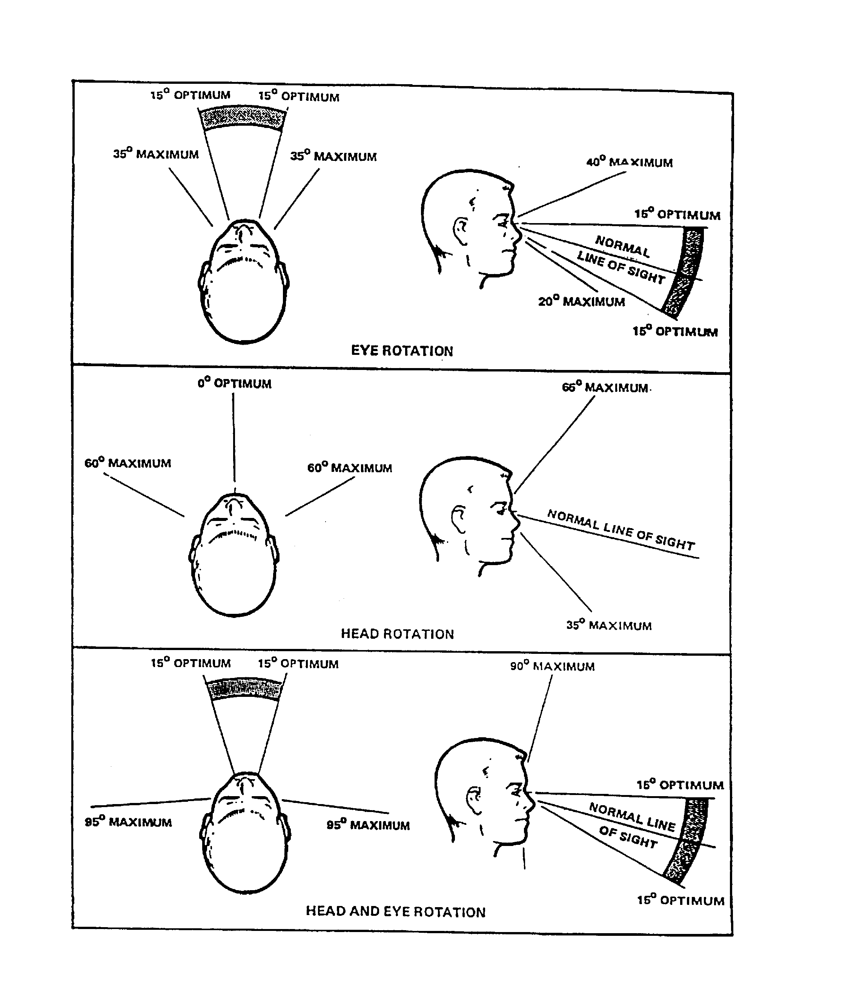 15° OPTIMUM 15° OPTIMUM
35° MAXIMUM 35° MAXIMUM
40° MAXIMUM
15° OPTIMUM
NORMAL
LINE OF SIGHT
20° MAXIMUM
15° OPTIMUM
EYE ROTATION
0° OPTIMUM
65° MAXIMUM
60° MAXIMUM
60° MAXIMUM
NORMAL LINE OF SIGHT
35° MAXIMUM
HEAD ROTATION
15° OPTIMUM 15° OPTIMUM
90° MAXIMUM
15° OPTIMUM
NORMAL LINE
OF SIGHT
95° MAXIMUM
95° MAXIMUM
15° OPTIMUM
HEAD AND EYE ROTATION